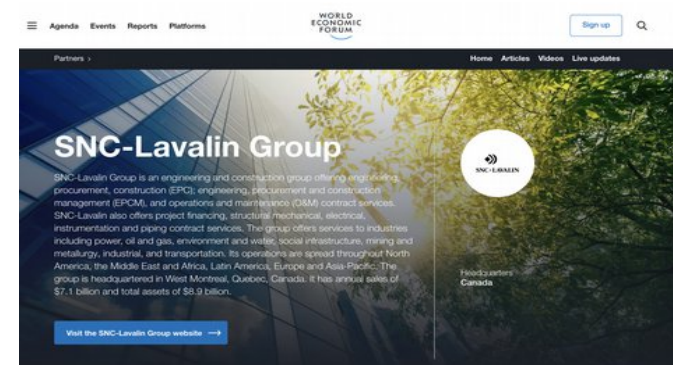 Agenda Events Reports Platforms
WORLD
ECONOMIC
FORUM
Sign up
Partners ›
Home Articles Videos Live updates
SNC-Lavalin Group
SNC-Lavalin Group is an engineering and construction group offering engineering,
procurement, construction (EPC); engineering, procurement and construction
management (EPCM), and operations and maintenance (O&M) contract services.
SNC-Lavalin also offers project financing, structural mechanical, electrical,
instrumentation and piping contract services. The group offers services to industries
including power, oil and gas, environment and water, social infrastructure, mining and
metallurgy, industrial, and transportation. Its operations are spread throughout North
America, the Middle East and Africa, Latin America, Europe and Asia-Pacific. The
group is headquartered in West Montreal, Quebec, Canada. It has annual sales of
$7.1 billion and total assets of $8.9 billion.
Visit the SNC-Lavalin Group website →
SNC•LAVALIN
Headquarters
Canada